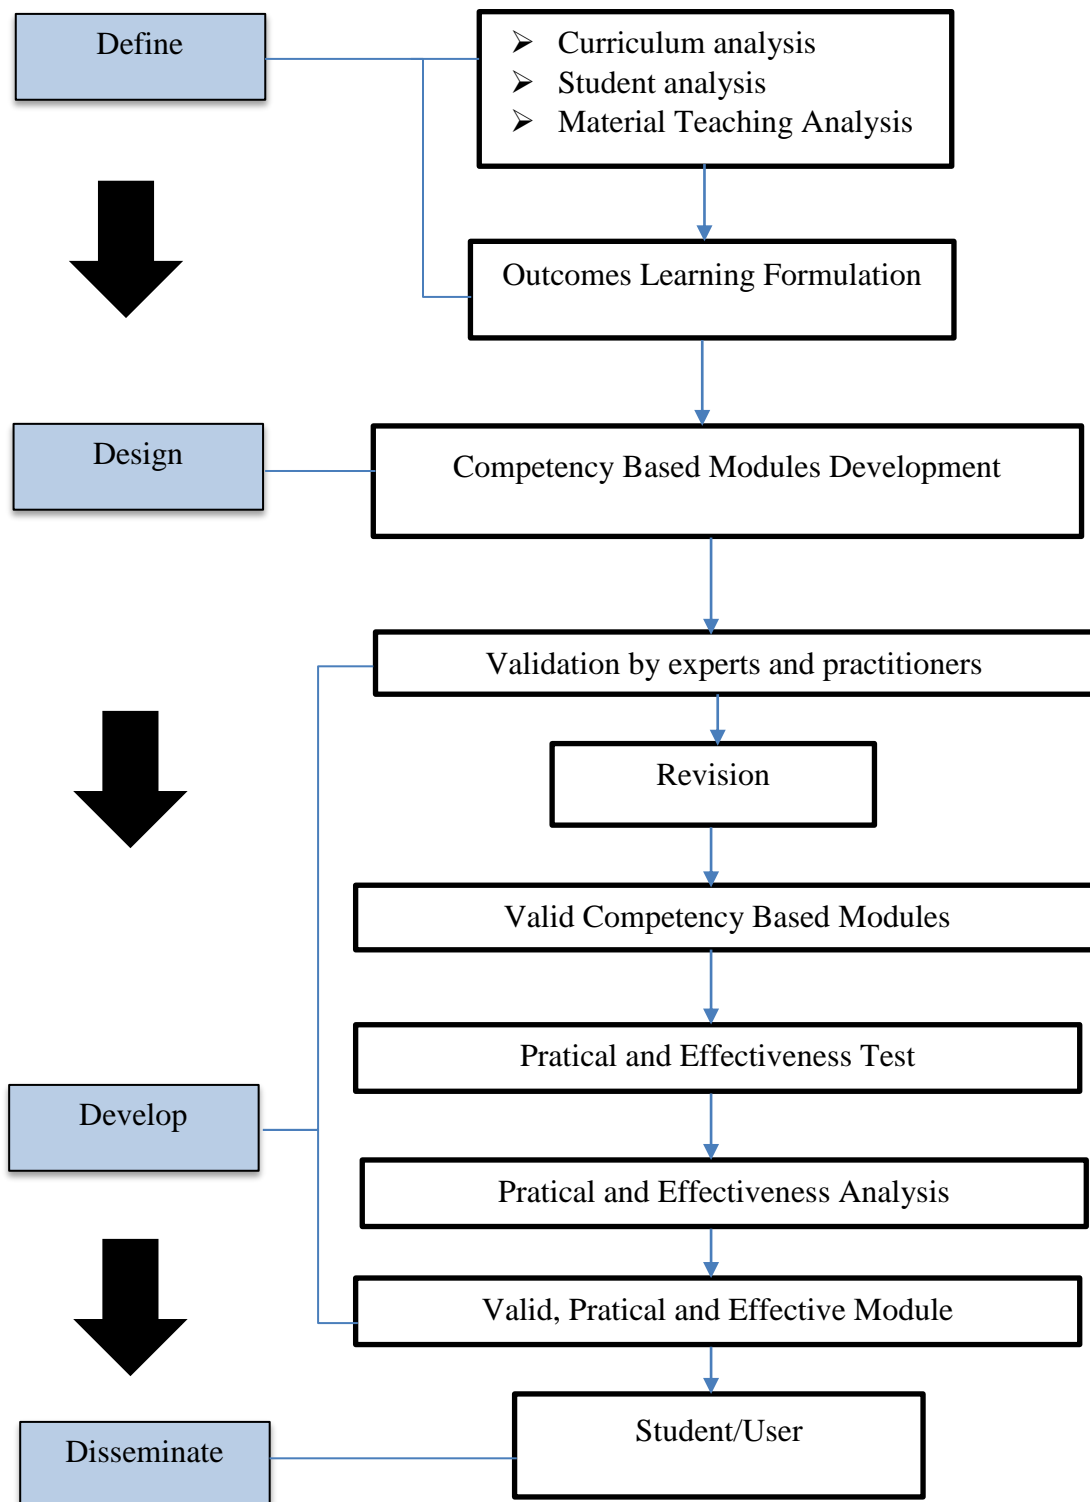 Define
➢ Curriculum analysis
➢ Student analysis
➢ Material Teaching Analysis
Outcomes Learning Formulation
Design
Competency Based Modules Development
Validation by experts and practitioners
Revision
Valid Competency Based Modules
Pratical and Effectiveness Test
Develop
Pratical and Effectiveness Analysis
Valid, Pratical and Effective Module
Student/User
Disseminate